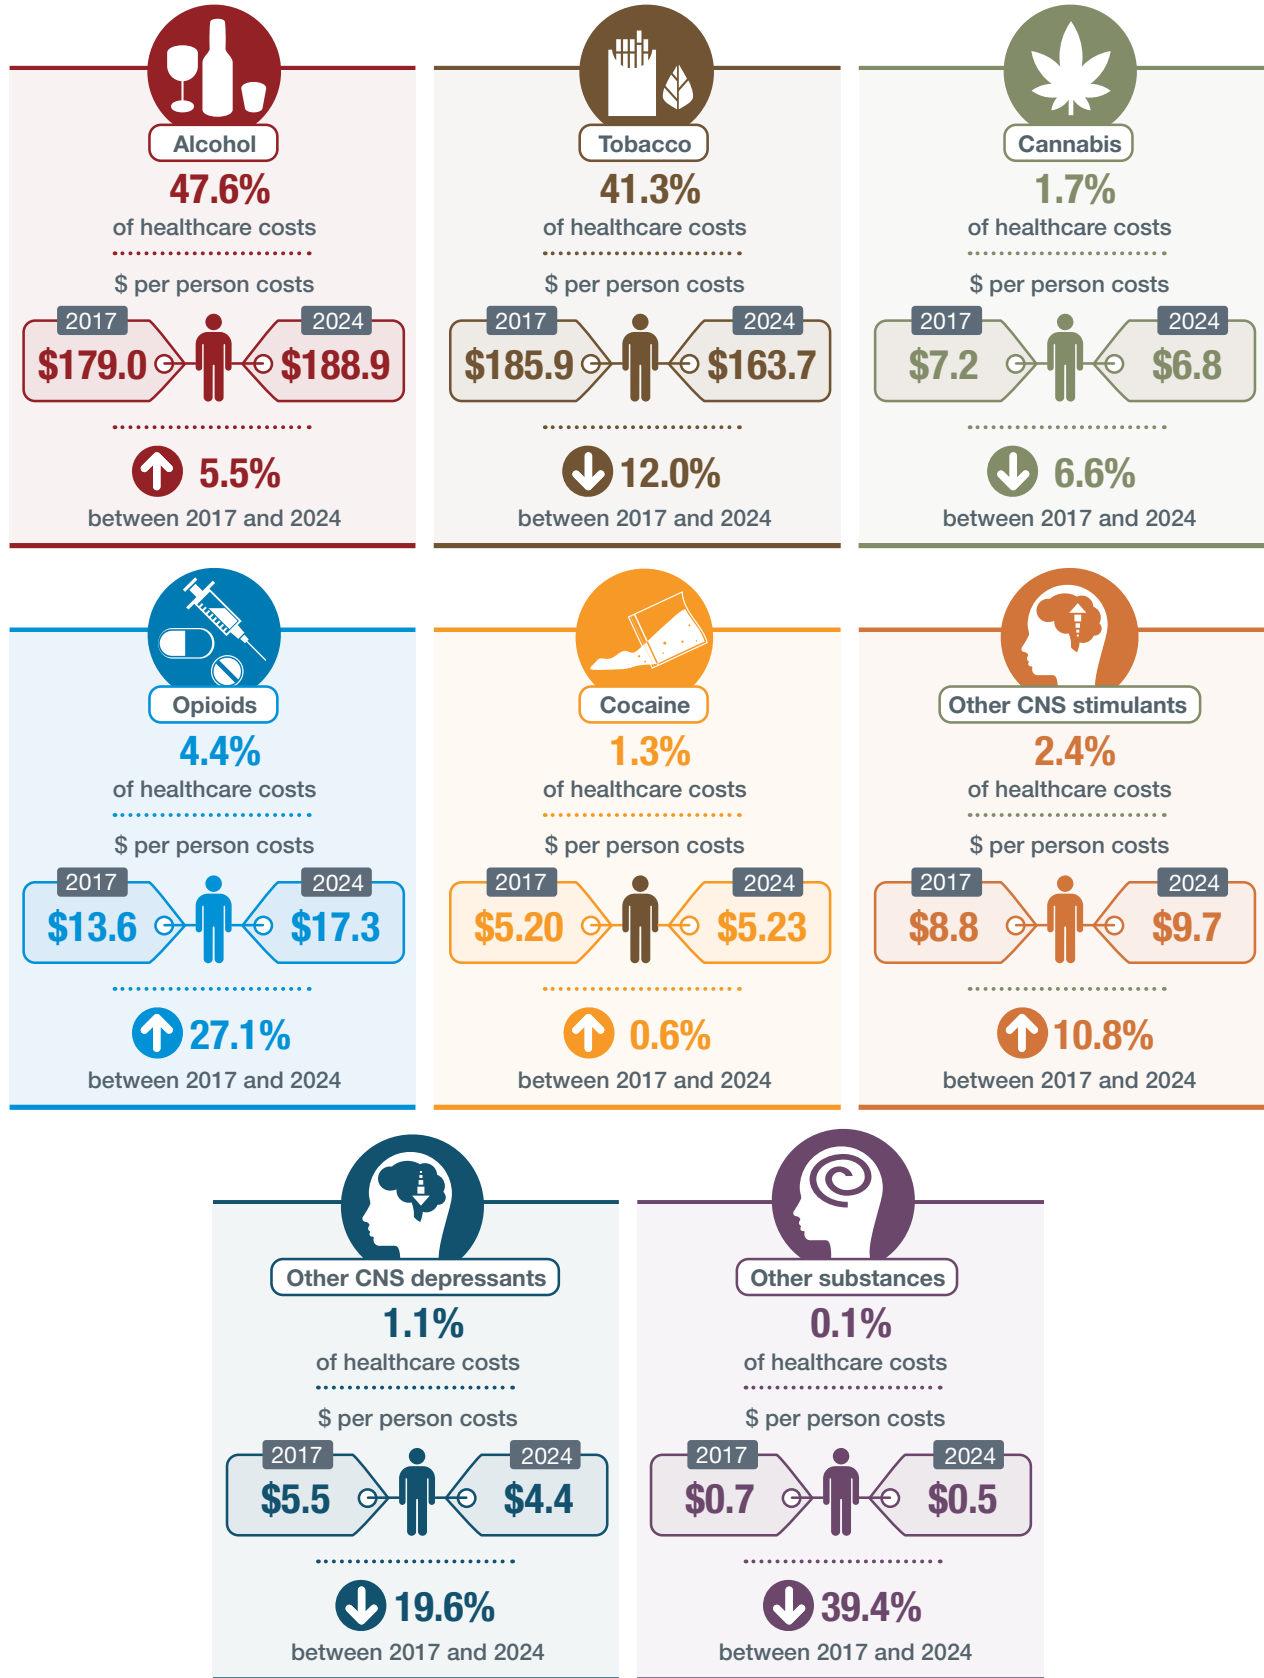 Alcohol
47.6%
of healthcare costs
$ per person costs
2017
2024
$179.0
$188.9
5.5%
between 2017 and 2024
Tobacco
41.3%
of healthcare costs
$ per person costs
2017
2024
$185.9
$163.7
12.0%
between 2017 and 2024
Cannabis
1.7%
of healthcare costs
$ per person costs
2017
2024
$7.2
$6.8
6.6%
between 2017 and 2024
Opioids
4.4%
of healthcare costs
$ per person costs
2017
2024
$13.6
$17.3
27.1%
between 2017 and 2024
Cocaine
1.3%
of healthcare costs
$ per person costs
2017
2024
$5.20
$5.23
0.6%
between 2017 and 2024
Other CNS stimulants
2.4%
of healthcare costs
$ per person costs
2017
2024
$8.8
$9.7
10.8%
between 2017 and 2024
Other CNS depressants
1.1%
of healthcare costs
$ per person costs
2017
2024
$5.5
$4.4
19.6%
between 2017 and 2024
Other substances
0.1%
of healthcare costs
$ per person costs
2017
2024
$0.7
$0.5
39.4%
between 2017 and 2024